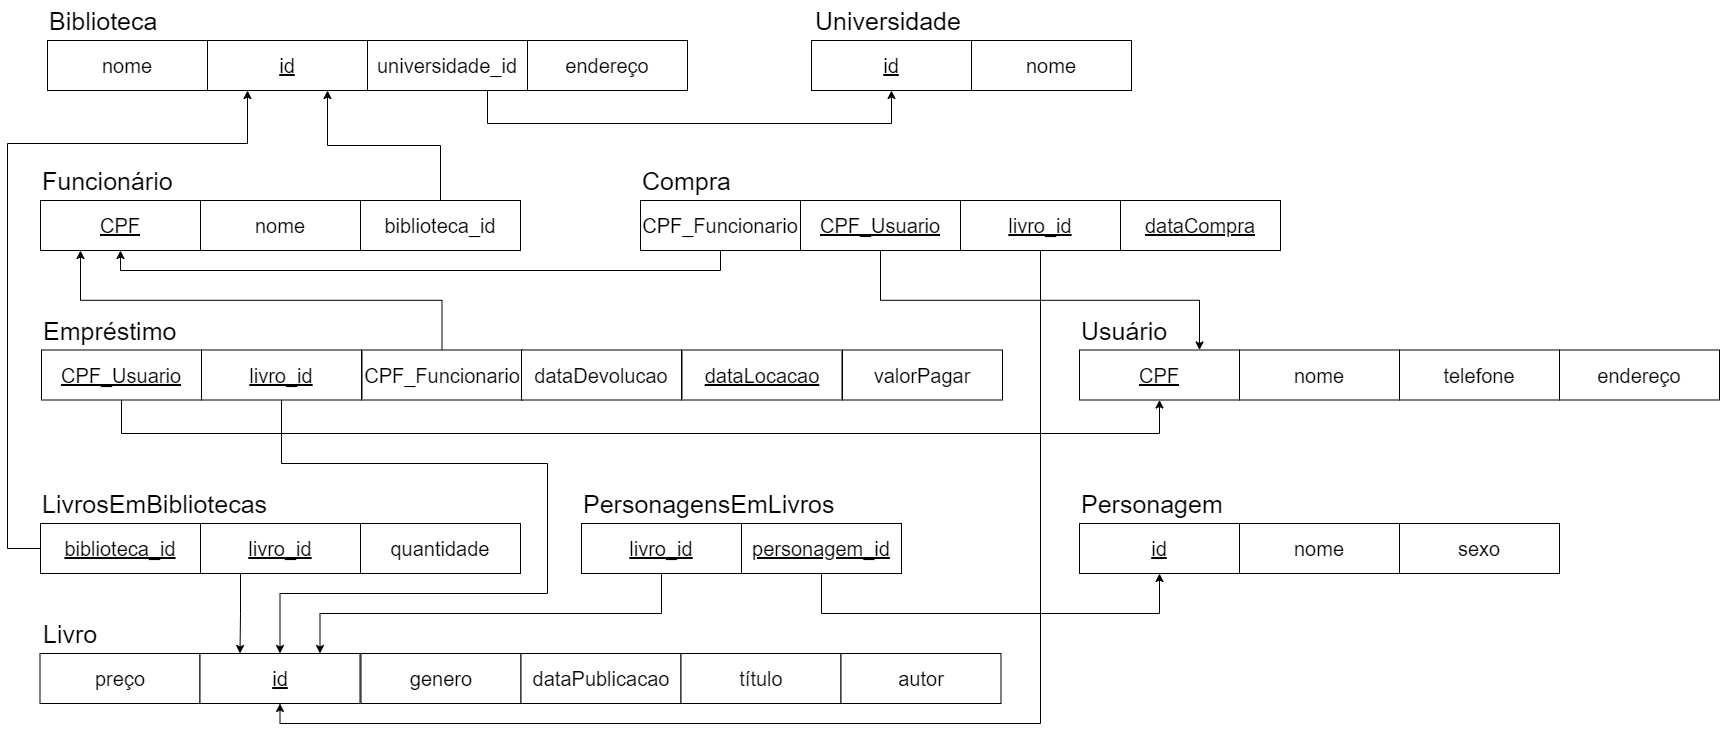 Biblioteca
nome id universidade_id endereço
Universidade
id nome
Funcionário
CPF nome biblioteca_id
Compra
CPF_Funcionario CPF_Usuario livro_id dataCompra
Empréstimo
CPF_Usuario livro_id CPF_Funcionario dataDevolucao dataLocacao valorPagar
Usuário
CPF nome telefone endereço
LivrosEmBibliotecas
biblioteca_id livro_id quantidade
PersonagensEmLivros
livro_id personagem_id
Personagem
id nome sexo
Livro
preço id genero dataPublicacao título autor